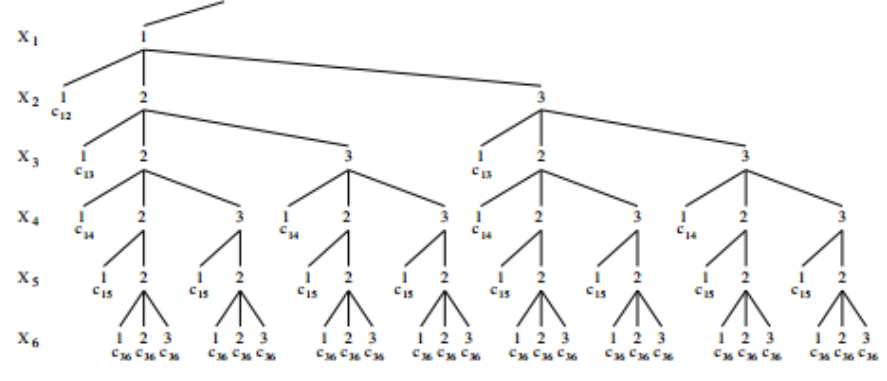 X1 1
X2 1 2 3
c12
X3 1 2 3 1 2 3
c13 c13
X4 1 2 3 1 2 3 1 2 3 1 2 3
c14 c14 c14 c14
X5 1 2 1 2 1 2 1 2 1 2 1 2 1 2 1 2
c15 c15 c15 c15 c15 c15 c15 c15
X6 1 2 3 1 2 3 1 2 3 1 2 3 1 2 3 1 2 3 1 2 3 1 2 3
c36 c36 c36 c36 c36 c36 c36 c36 c36 c36 c36 c36 c36 c36 c36 c36 c36 c36 c36 c36 c36 c36 c36 c36